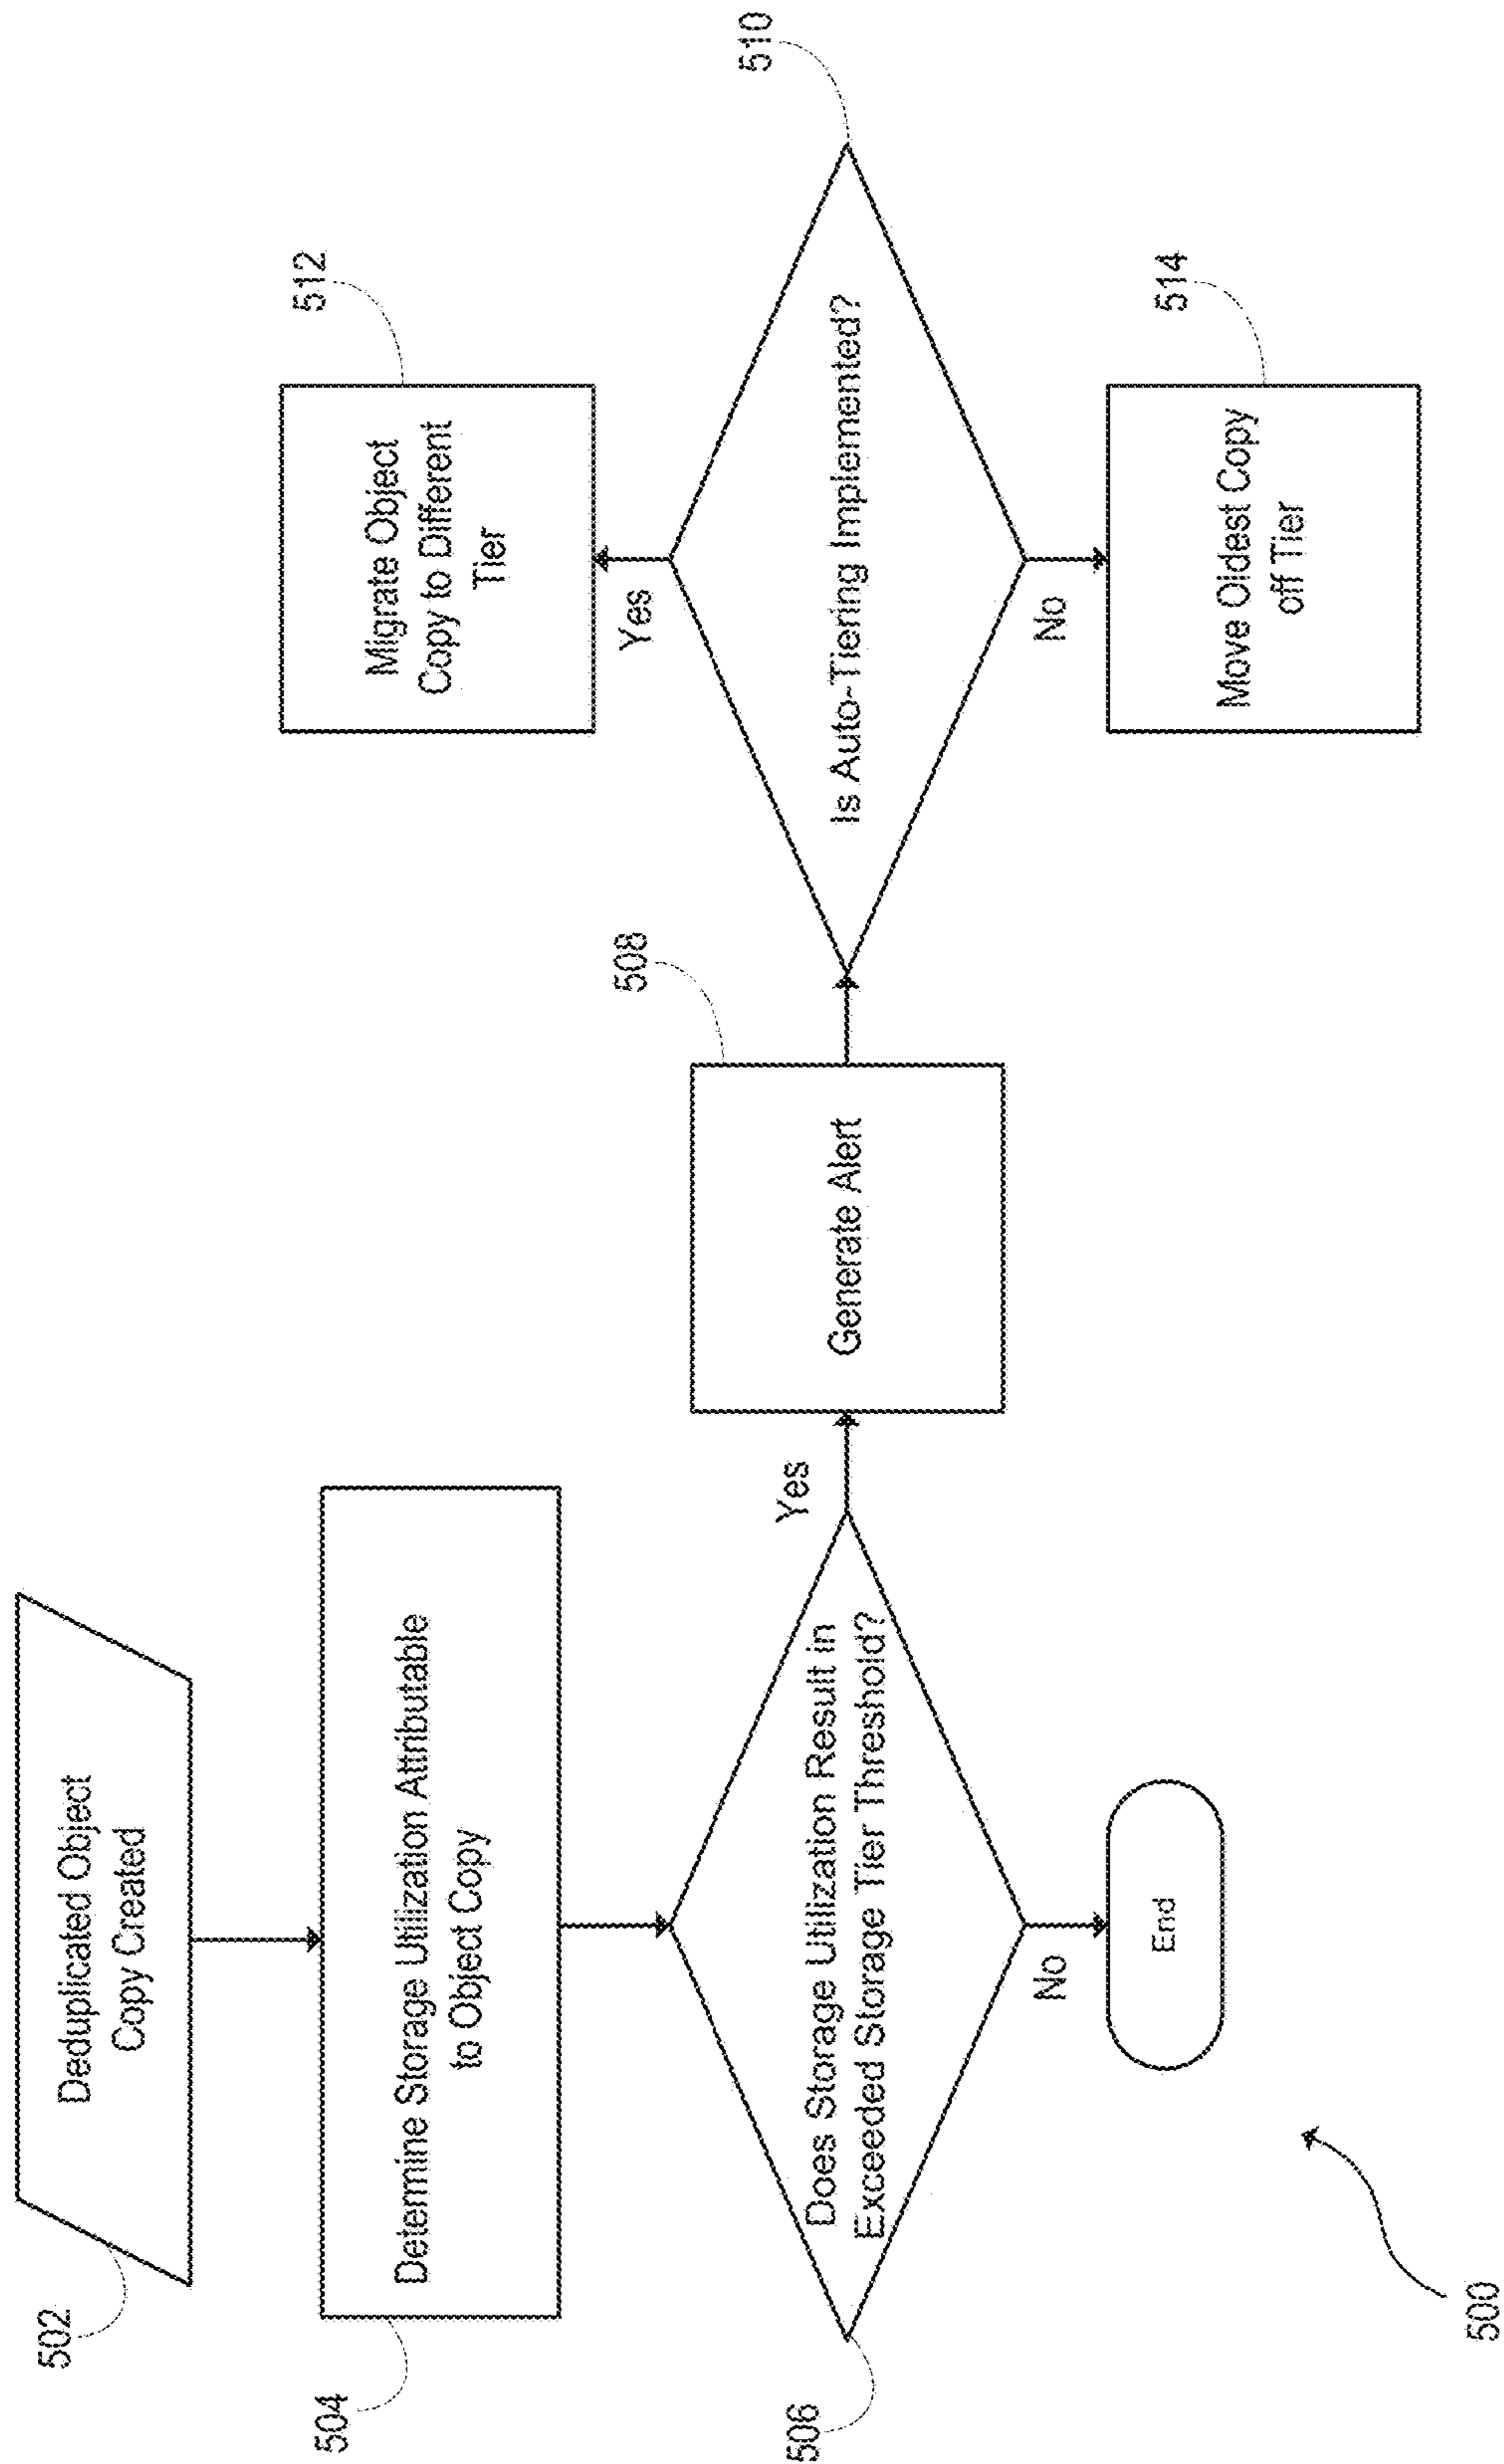 502
Deduplicated Object
Copy Created
504
Determine Storage Utilization Attributable
to Object Copy
506
Does Storage Utilization Result in
Exceeded Storage Tier Threshold?
Yes
No
End
508
Generate Alert
510
Is Auto-Tiering Implemented?
Yes
512
Migrate Object
Copy to Different
Tier
No
514
Move Oldest Copy
off Tier
500